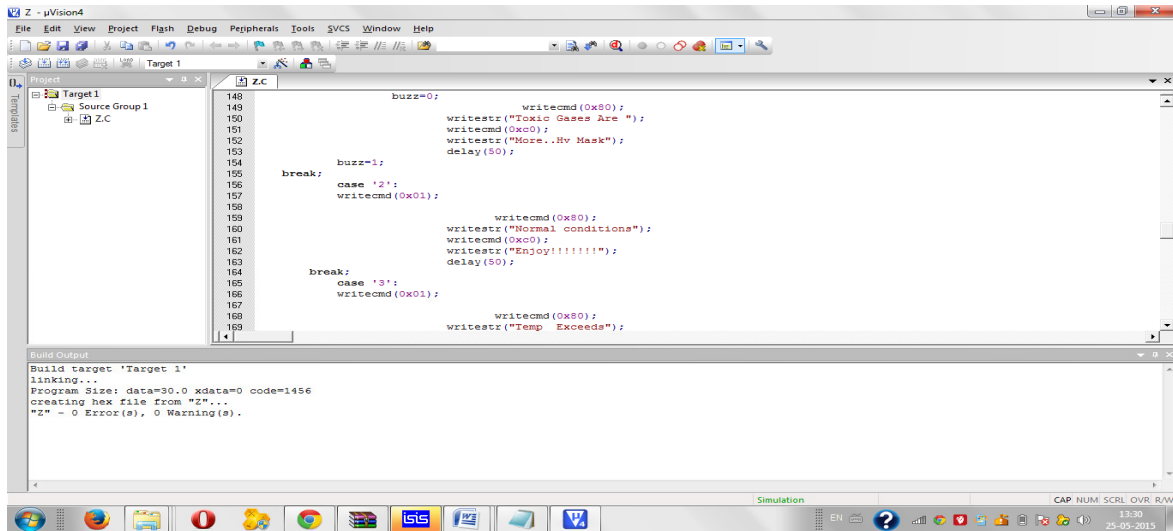 Z - µVision4
File Edit View Project Flash Debug Peripherals Tools SVCS Window Help
Target 1
Project
Z.C
Templates
Target 1
Source Group 1
Z.C
148 buzz=0;
149 writecmd(0x80);
150 writestr("Toxic Gases Are ");
151 writecmd(0xc0);
152 writestr("More..Hv Mask");
153 delay(50);
154 buzz=1;
155 break;
156 case '2':
157 writecmd(0x01);
158
159 writecmd(0x80);
160 writestr("Normal conditions");
161 writecmd(0xc0);
162 writestr("Enjoy!!!!!!!");
163 delay(50);
164 break;
165 case '3':
166 writecmd(0x01);
167
168 writecmd(0x80);
169 writestr("Temp  Exceeds");
Build Output
Build target 'Target 1'
linking...
Program Size: data=30.0 xdata=0 code=1456
creating hex file from "Z"...
"Z" - 0 Error(s), 0 Warning(s).
Simulation
CAP NUM SCRL OVR R/W
isis
EN
13:30
25-05-2015